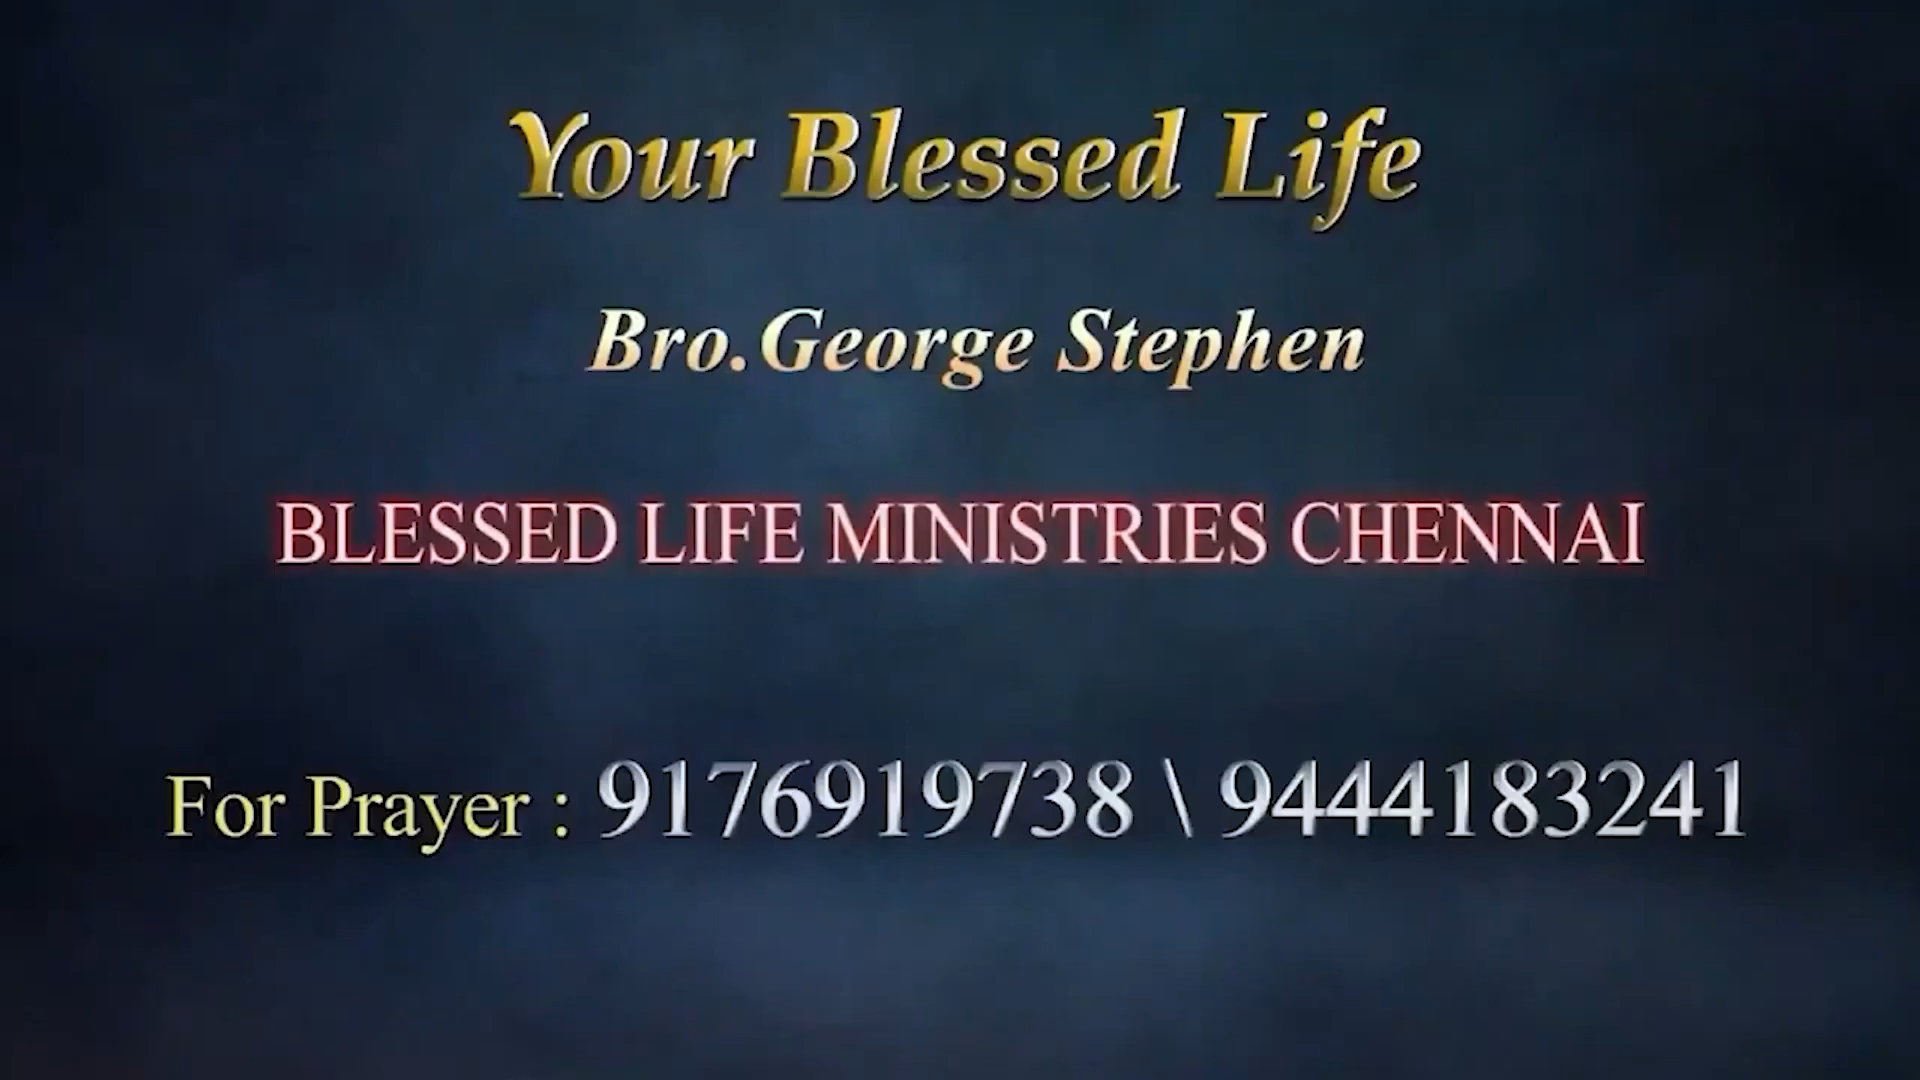 Your Blessed Life
Bro.George Stephen
BLESSED LIFE MINISTRIES CHENNAI
For Prayer : 9176919738 \ 9444183241